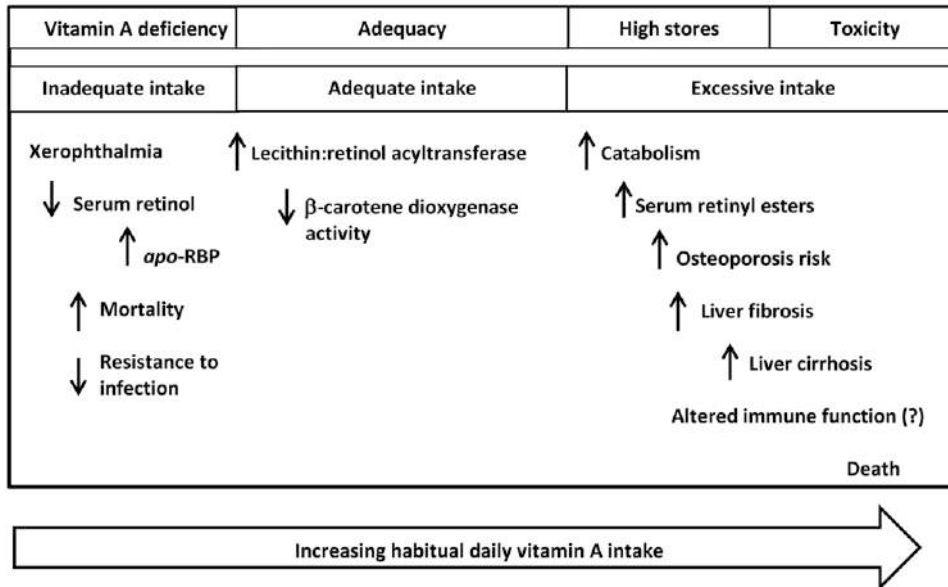 Vitamin A deficiency Adequacy High stores Toxicity
Inadequate intake Adequate intake Excessive intake
Xerophthalmia
↓ Serum retinol
↑ apo-RBP
↑ Mortality
↓ Resistance to
infection
↑ Lecithin:retinol acyltransferase
↓ β-carotene dioxygenase
activity
↑ Catabolism
↑ Serum retinyl esters
↑ Osteoporosis risk
↑ Liver fibrosis
↑ Liver cirrhosis
Altered immune function (?)
Death
Increasing habitual daily vitamin A intake